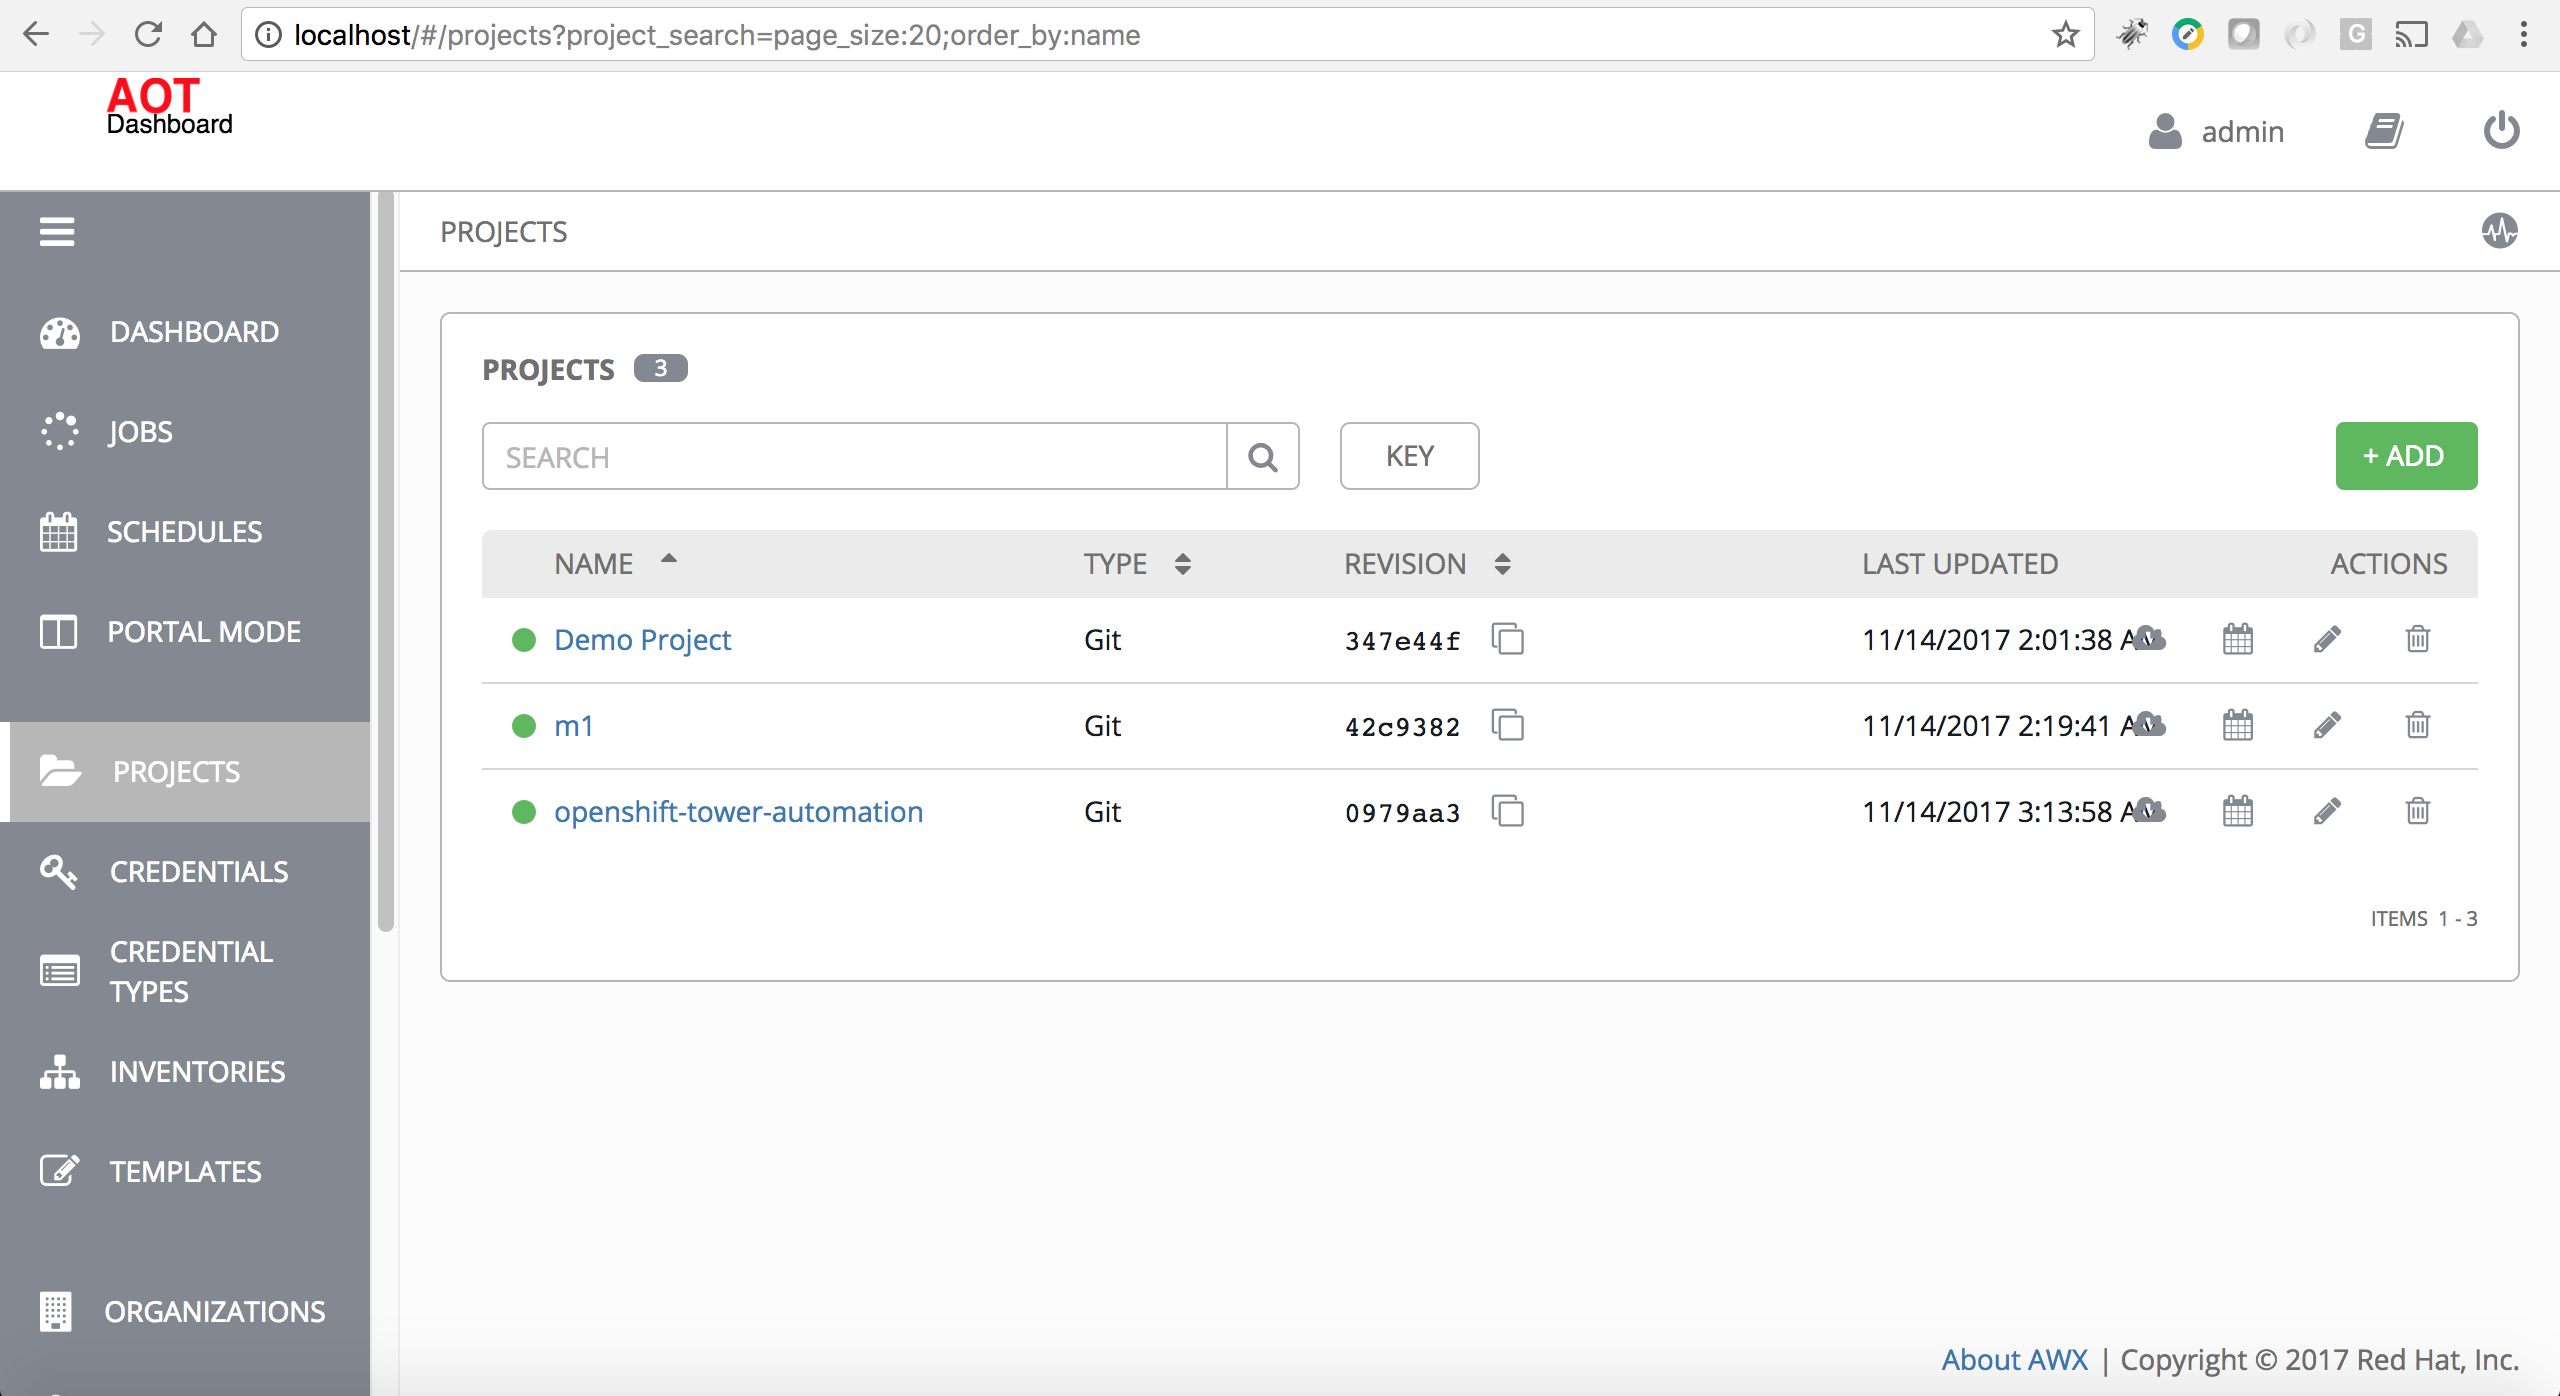 localhost/#/projects?project_search=page_size:20;order_by:name
AOT
Dashboard
admin
PROJECTS
DASHBOARD
JOBS
SCHEDULES
PORTAL MODE
PROJECTS
CREDENTIALS
CREDENTIAL
TYPES
INVENTORIES
TEMPLATES
ORGANIZATIONS
PROJECTS 3
SEARCH
KEY
+ ADD
NAME TYPE REVISION LAST UPDATED ACTIONS
Demo Project Git 347e44f 11/14/2017 2:01:38 AM
m1 Git 42c9382 11/14/2017 2:19:41 AM
openshift-tower-automation Git 0979aa3 11/14/2017 3:13:58 AM
ITEMS 1 - 3
About AWX | Copyright © 2017 Red Hat, Inc.